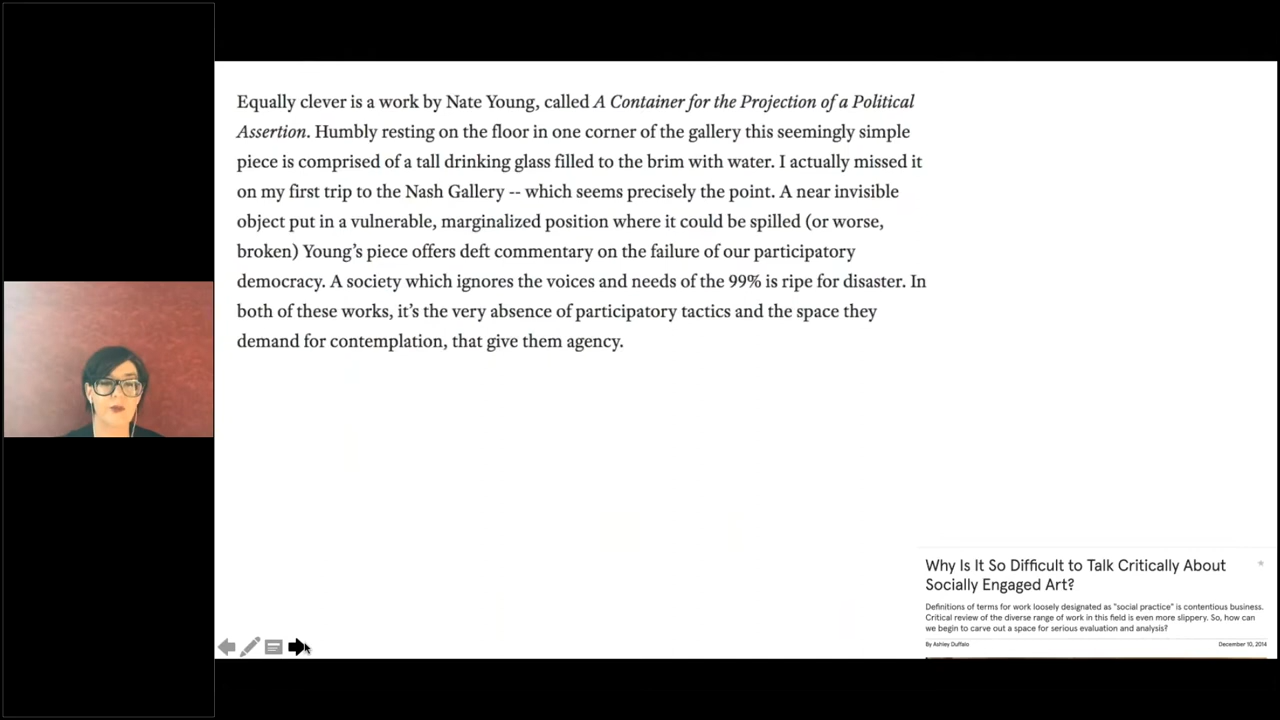 Equally clever is a work by Nate Young, called A Container for the Projection of a Political
Assertion. Humbly resting on the floor in one corner of the gallery this seemingly simple
piece is comprised of a tall drinking glass filled to the brim with water. I actually missed it
on my first trip to the Nash Gallery -- which seems precisely the point. A near invisible
object put in a vulnerable, marginalized position where it could be spilled (or worse,
broken) Young’s piece offers deft commentary on the failure of our participatory
democracy. A society which ignores the voices and needs of the 99% is ripe for disaster. In
both of these works, it’s the very absence of participatory tactics and the space they
demand for contemplation, that give them agency.
Why Is It So Difficult to Talk Critically About
Socially Engaged Art?
Definitions of terms for work loosely designated as "social practice" is contentious business.
Critical review of the diverse range of work in this field is even more slippery. So, how can
we begin to carve out a space for serious evaluation and analysis?
By Ashley Duffalo
December 10, 2014